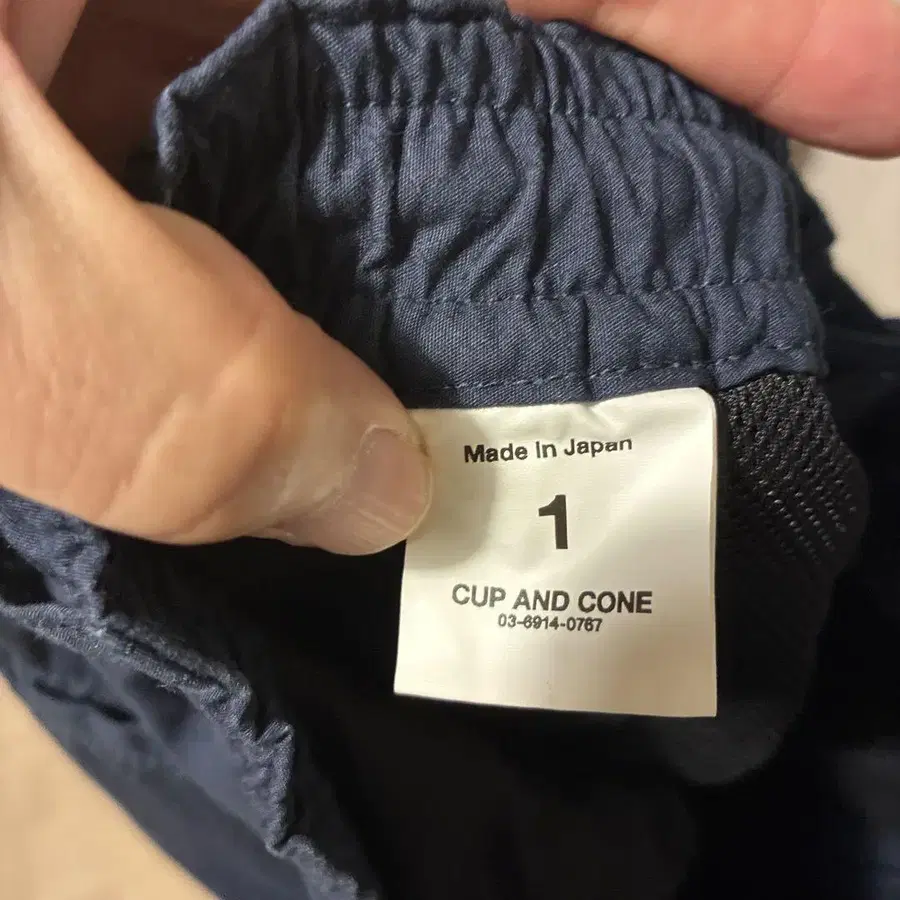 Made In Japan
1
CUP AND CONE
03-6914-0767